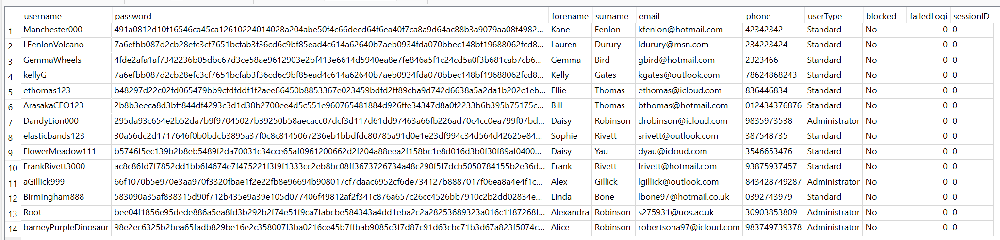 username password forename surname email phone userType blocked failedLogi sessionID
1 Manchester000 491a0812d10f16546ca45ca12610224014028a204abe50f4c66decd64f6ea40f7ca8a9d64ac88b3a9079aa08f4982... Kane Fenlon kfenlon@hotmail.com 42342342 Standard No 0 0
2 LFenlonVolcano 7a6efbb087d2cb28efc3cf7651bcfab3f36cd6c9bf85ead4c614a62640b7aeb0934fda070bbec148bf19688062fcd8... Lauren Durury ldurury@msn.com 234223424 Standard No 0 0
3 GemmaWheels 4fde2afa1af7342236b05dbc67d3ce58ae9612903e2bf413e6614d5940ea8e7fe846a5f1c24cd5a0f3b681cab7cb6... Gemma Bird gbird@hotmail.com 2323466 Standard No 0 0
4 kellyG 7a6efbb087d2cb28efc3cf7651bcfab3f36cd6c9bf85ead4c614a62640b7aeb0934fda070bbec148bf19688062fcd8... Kelly Gates kgates@outlook.com 78624868243 Standard No 0 0
5 ethomas123 b48297d22c02fd065479bb9cfdfddf1f2aee86450b8853367e023459bdfd2ff89cba9d742d6638a5a2da1b202c1eb... Ellie Thomas ethomas@icloud.com 836446834 Standard No 0 0
6 ArasakaCEO123 2b8b3eeca8d3bff844df4293c3d1d38b2700ee4d5c551e960765481884d926ffe34347d8a0f2233b6b395b75175c... Bill Thomas bthomas@hotmail.com 012434376876 Standard No 0 0
7 DandyLion000 295da93c654e2b52da7b9f97045027b39250b58aecacc07dcf3d117d61dd97463a66fb226ad70c4cc0ea799f07bd... Daisy Robinson drobinson@icloud.com 9835973538 Administrator No 0 0
8 elasticbands123 30a56dc2d1717646f0b0bdcb3895a37f0c8c8145067236eb1bbdfdc80785a91d0e1e23df994c34d564d42625e84... Sophie Rivett srivett@outlook.com 387548735 Standard No 0 0
9 FlowerMeadow111 b5746f5ec139b2b8eb5489f2da70031c34cce65af0961200662d2f204a88eea2f158bc1e8d016d3b0f30f89af0400... Daisy Yau dyau@icloud.com 3546653476 Standard No 0 0
10 FrankRivett3000 ac8c86fd7f7852dd1bb6f4674e7f475221f3f9f1333cc2eb8bc08ff3673726734a48c290f5f7dcb5050784155b2e36d... Frank Rivett frivett@hotmail.com 93875937457 Standard No 0 0
11 aGillick999 66f1070b5e970e3aa970f3320fbae1f2e22fb8e96694b908017cf7daac6952cf6de734127b8887017f06ea8a4e4f1c... Alex Gillick lgillick@outlook.com 843428749287 Administrator No 0 0
12 Birmingham888 583090a35af838315d90f712b435e9a39e105d077406f49812af2f341c876a657c26cc4526bb7910c2b2dd02834e... Linda Bone lbone97@hotmail.co.uk 0392743979 Standard No 0 0
13 Root bee04f1856e95dede886a5ea8fd3b292b2f74e51f9ca7fabcbe584343a4dd1eba2c2a28253689323a016c1187268f... Alexandra Robinson s275931@uos.ac.uk 30903853809 Administrator No 0 0
14 barneyPurpleDinosaur 98e2ec6325b2bea65fadb829be16e2c358007f3ba0216ce45b7ffbab9085c3f7d87c91d63cbc71b3d67a823f5074c... Alice Robinson robertsona97@icloud.com 983749739378 Administrator No 0 0